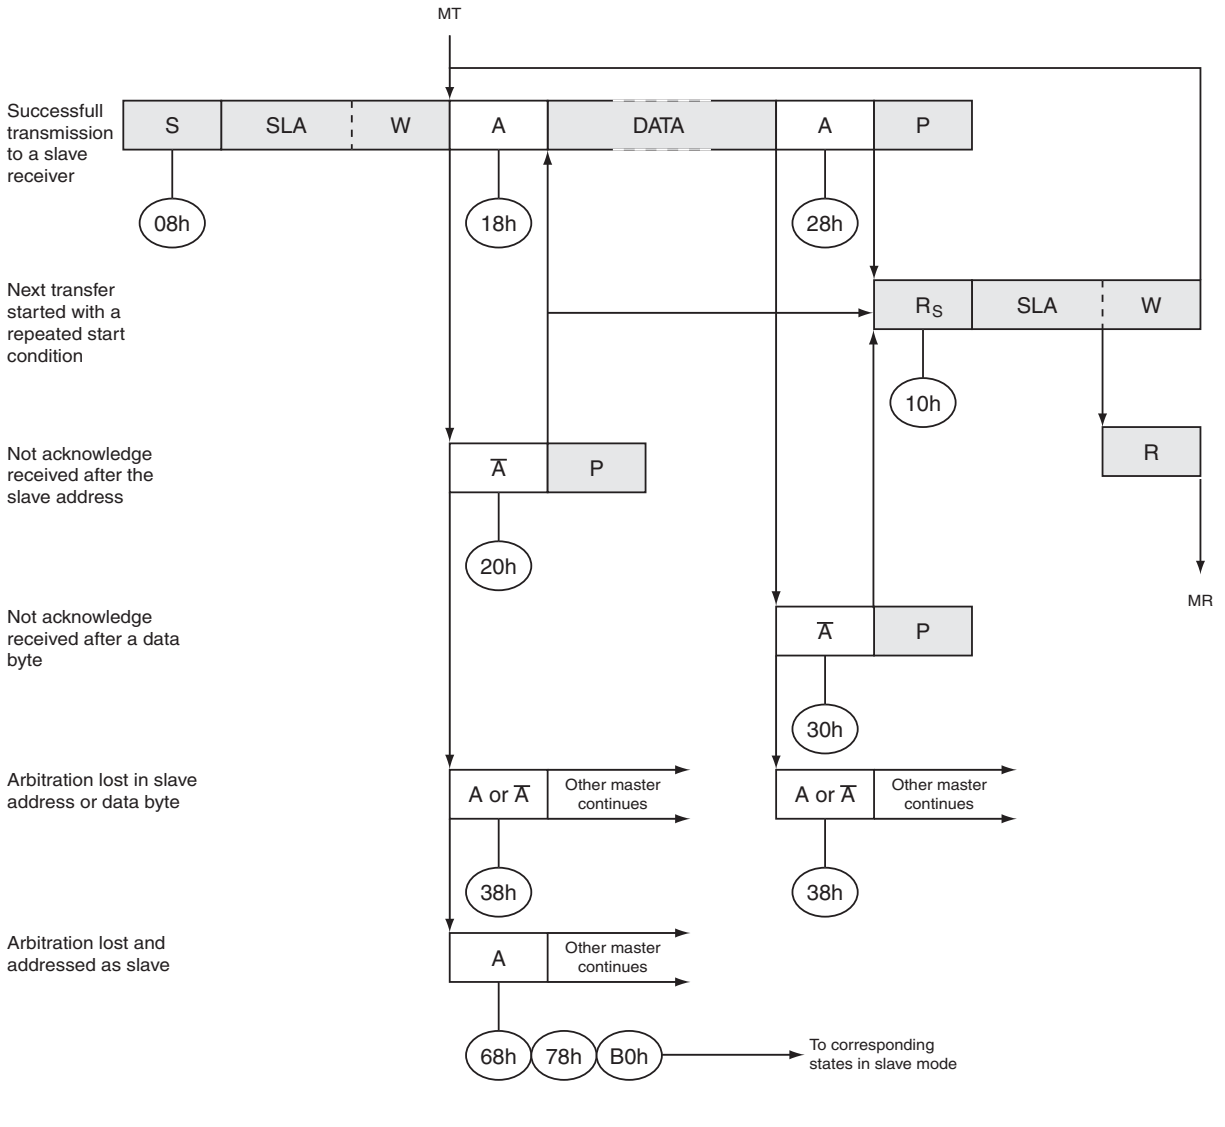 MT
Successfull
transmission
to a slave
receiver
S SLA W A DATA A P
08h 18h 28h
Next transfer
started with a
repeated start
condition
RS SLA W
10h
Not acknowledge
received after the
slave address
A̅ P
R
20h
MR
Not acknowledge
received after a data
byte
A̅ P
30h
Arbitration lost in slave
address or data byte
A or A̅ Other master
continues
A or A̅ Other master
continues
38h 38h
Arbitration lost and
addressed as slave
A Other master
continues
68h 78h B0h To corresponding
states in slave mode